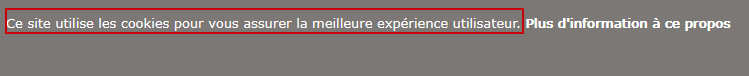 Ce site utilise les cookies pour vous assurer la meilleure expérience utilisateur. Plus d'information à ce propos